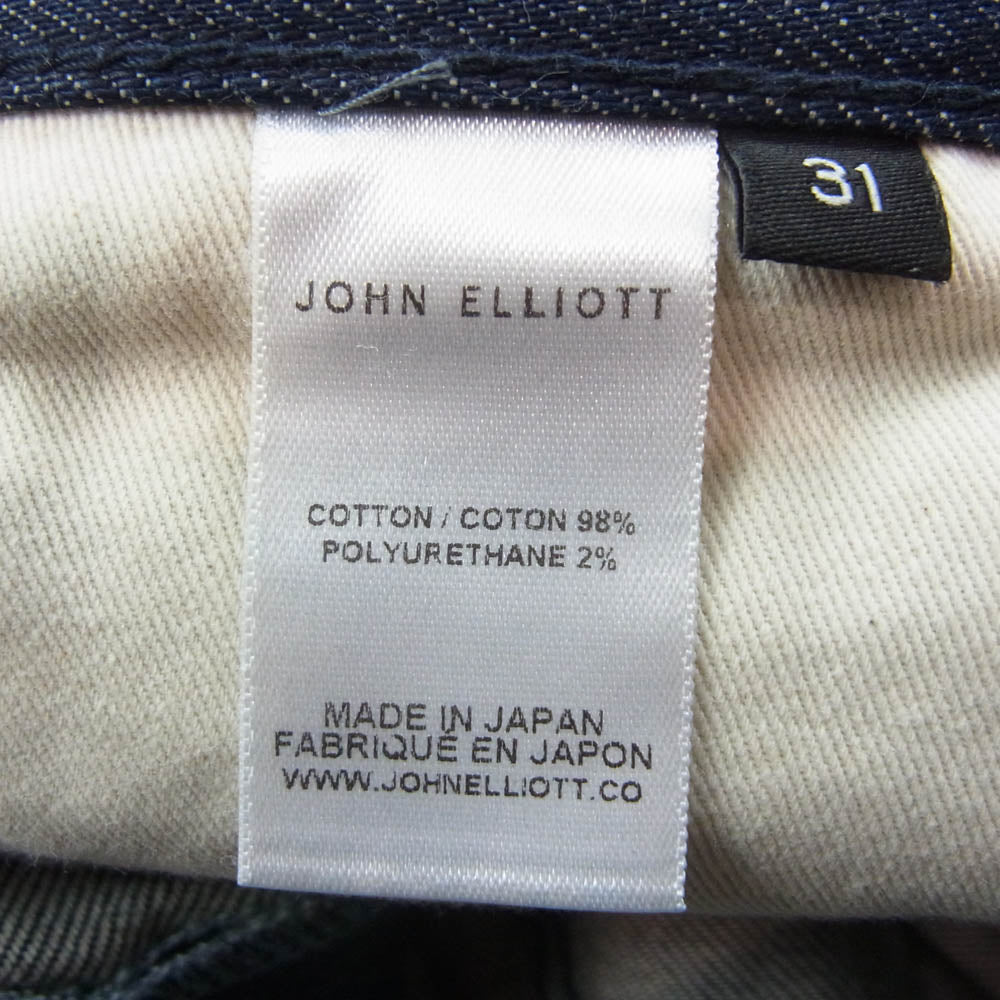 31
JOHN ELLIOTT
COTTON / COTON 98%
POLYURETHANE 2%
MADE IN JAPAN
FABRIQUÉ EN JAPON
WWW.JOHNELLIOTT.CO